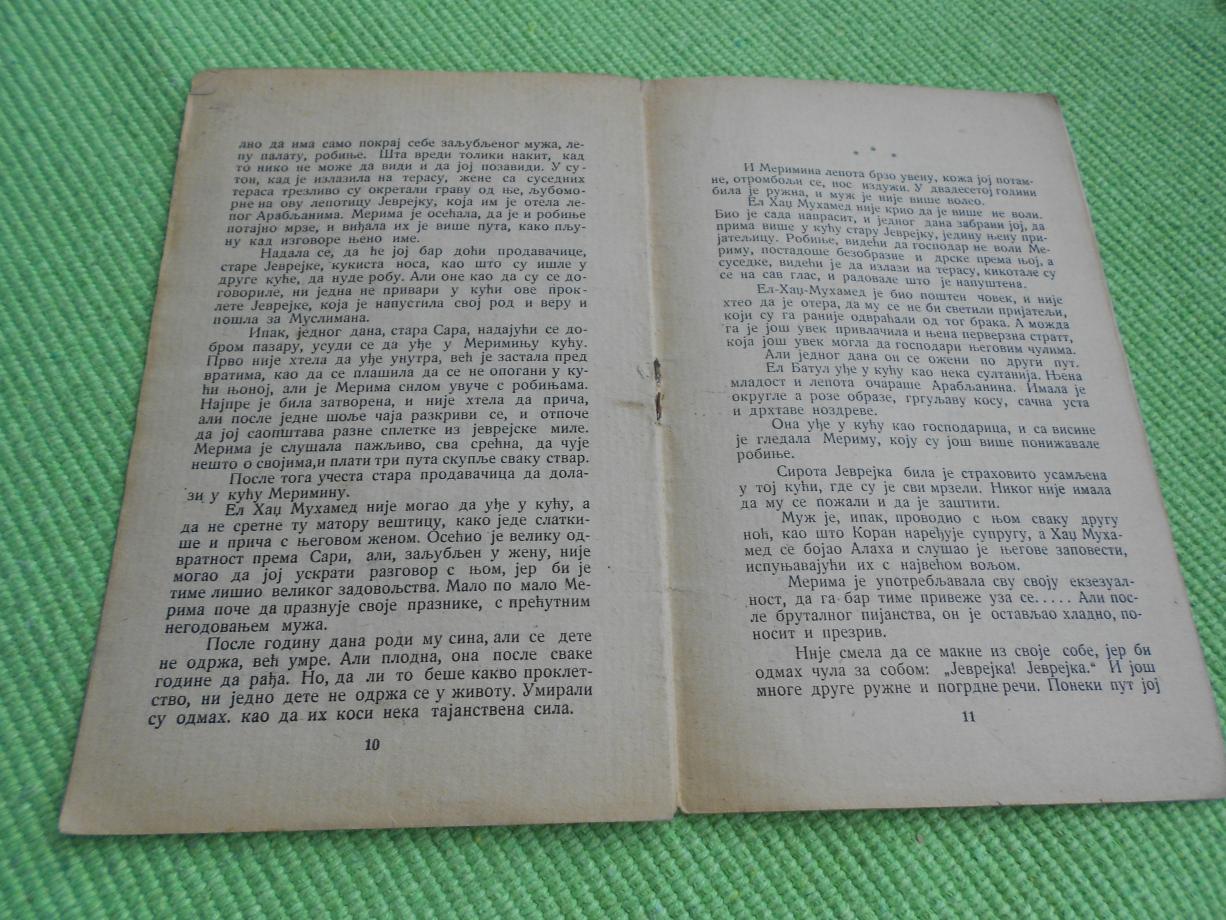 лно да има само покрај себе заљубљеног мужа, ле-
пу палату, робиње. Шта вреди толики накит, кад
то нико не може да види и да јој позавиди. У су-
тон, кад је излазила на терасу, жене са суседних
тераса трезливо су окретали граву од ње, љубомо-
рне на ову лепотицу Јеврејку, која им је отела ле-
пог Арабљанима. Мерима је осећала, да је и робиње
потајно мрзе, и виђала их је више пута, како пљу-
ну кад изговоре њено име.
Надала се, да ће јој бар доћи продавачице,
старе Јеврејке, кукиста носа, као што су ишле у
друге куће, да нуде робу. Али оне као да су се до-
говориле, ни једна не привари у кући ове прок-
лете Јеврејке, која је напустила свој род и веру и
пошла за Муслимана.
Ипак, једног дана, стара Сара, надајући се до-
бром пазару, усуди се да уђе у Меримињу кућу.
Прво није хтела да уђе унутра, већ је застала пред
вратима, као да се плашила да се не опогани у ку-
ћи њоној, али је Мерима силом увуче с робињама.
Најпре је била затворена, и није хтела да прича,
али после једне шоље чаја разкриви се, и отпоче
да јој саопштава разне сплетке из јеврејске миле.
Мерима је слушала пажљиво, сва срећна, да чује
нешто о својима,и плати три пута скупље сваку ствар.
После тога учеста стара продавачица да дола-
зи у кућу Меримину.
Ел Хаџ Мухамед није могао да уђе у кућу, а
да не сретне ту матору вештицу, како једе слатки-
ше и прича с његовом женом. Осећио је велику од-
вратност према Сари, али, заљубљен у жену, није
могао да јој ускрати разговор с њом, јер би је
тиме лишио великог задовољства. Мало по мало Ме-
рима поче да празнује своје празнике, с прећутним
негодовањем мужа.
После годину дана роди му сина, али се дете
не одржа, већ умре. Али плодна, она после сваке
године да рађа. Но, да ли то беше какво проклет-
ство, ни једно дете не одржа се у животу. Умирали
су одмах. као да их коси нека тајанствена сила.
10
* * *
И Меримина лепота брзо увену, кожа јој потам-
не, отромбољи се, нос издужи. У двадесетој години
била је ружна, и муж је није више волео.
Ел Хаџ Мухамед није крио да је више не воли.
Био је сада напрасит, и једног дана забрани јој, да
прима више у кућу стару Јеврејку, једину њену при-
јатељицу. Робиње, видећи да господар не воли Ме-
риму, постадоше безобразне и дрске према њој, а
суседке, видећи је да излази на терасу, кикотале су
се на сав глас, и радовале што је напуштена.
Ел-Хаџ-Мухамед је био поштен човек, и није
хтео да је отера, да му се не би светили пријатељи,
који су га раније одвраћали од тог брака. А можда
га је још увек привлачила и њена перверзна стратт,
која још увек могла да господари његовим чулима.
Али једног дана он се ожени по други пут.
Ел Батул уђе у кућу као нека султанија. Њена
младост и лепота очараше Арабљанина. Имала је
округле а розе образе, гргуљаву косу, сачна уста
и дрхтаве ноздреве.
Она уђе у кућу као господарица, и са висине
је гледала Мериму, коју су још више понижавале
робиње.
Сирота Јеврејка била је страховито усамљена
у тој кући, где су је сви мрзели. Никог није имала
да му се пожали и да је заштити.
Муж је, ипак, проводио с њом сваку другу
ноћ, као што Коран наређује супругу, а Хаџ Муха-
мед се бојао Алаха и слушао је његове заповести,
испуњавајући их с највећом вољом.
Мерима је употребљавала сву своју екзезуал-
ност, да га бар тиме привеже уза се..... Али пос-
ле бруталног пијанства, он је остављао хладно, по-
носит и презрив.
Није смела да се макне из своје собе, јер би
одмах чула за собом: „Јеврејка! Јеврејка." И још
многе друге ружне и погрдне речи. Понеки пут јој
11